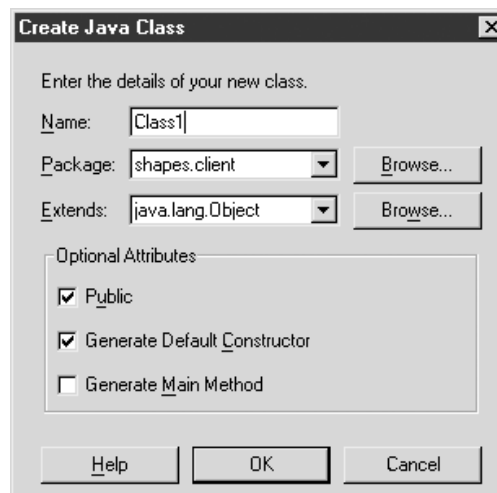 Create Java Class
Enter the details of your new class.
Name: Class1
Package: shapes.client Browse...
Extends: java.lang.Object Browse...
Optional Attributes
Public
Generate Default Constructor
Generate Main Method
Help OK Cancel